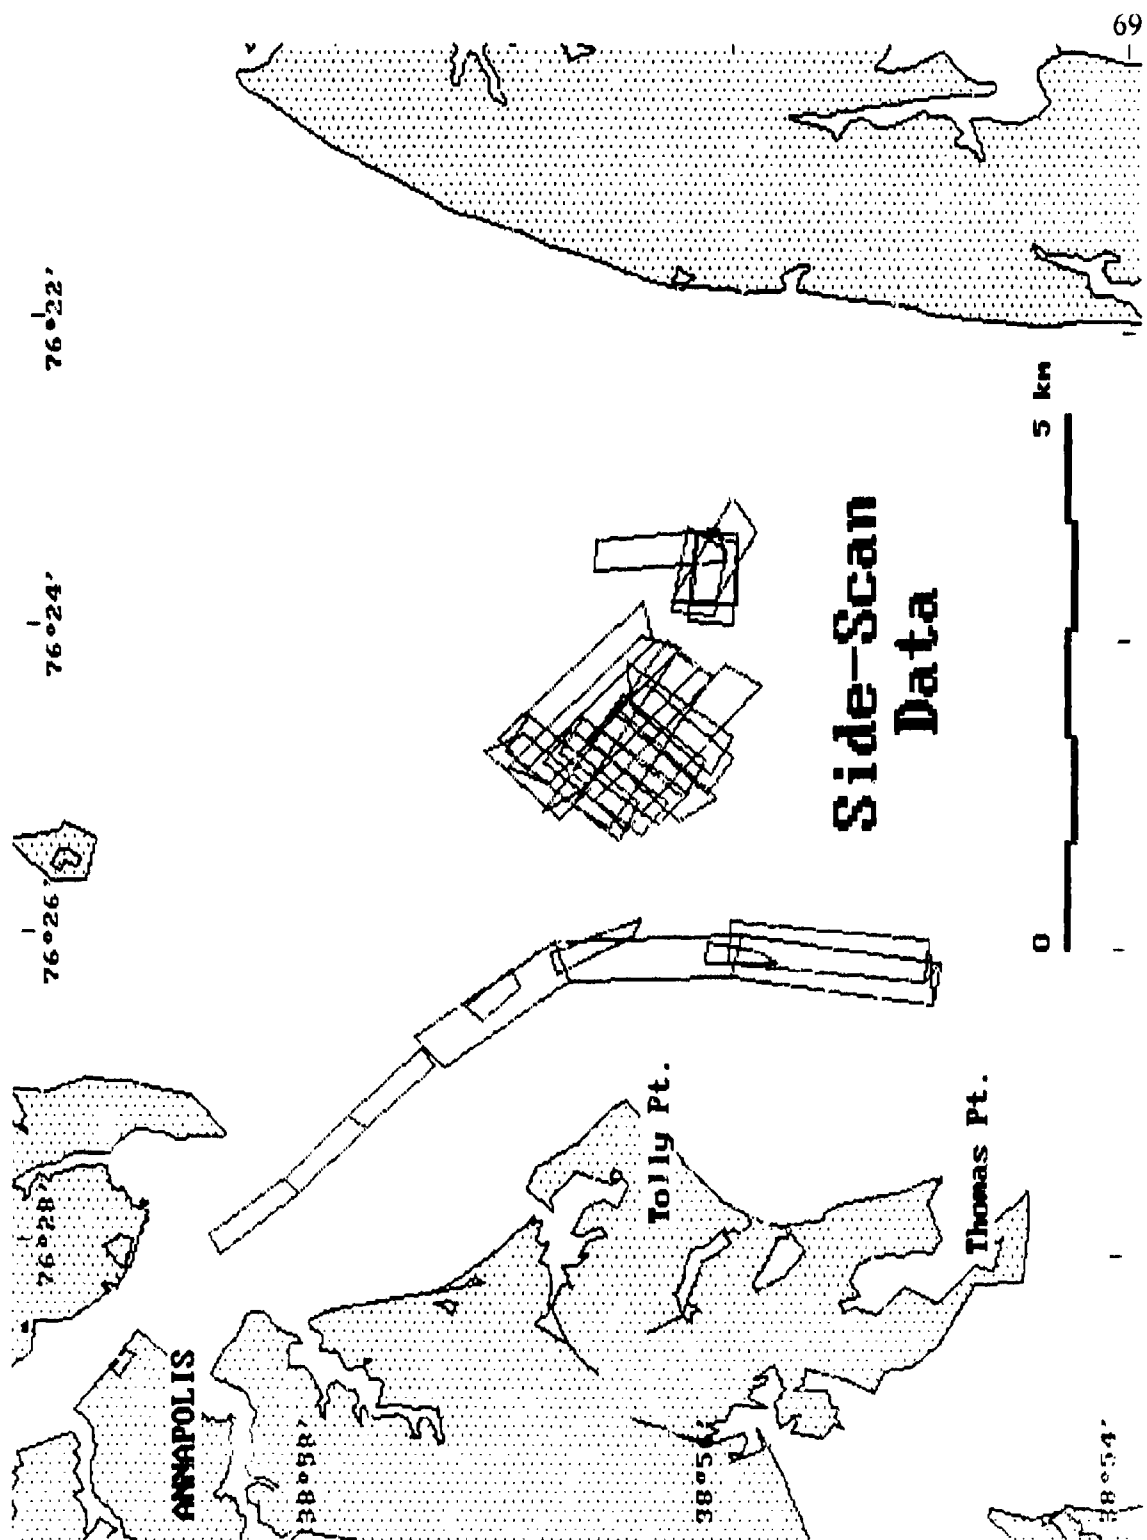 69
76°22'
76°24'
76°26'
76°28'
ANNAPOLIS
38°58'
38°56'
38°54'
Tolly Pt.
Thomas Pt.
Side-Scan
Data
0
5 km